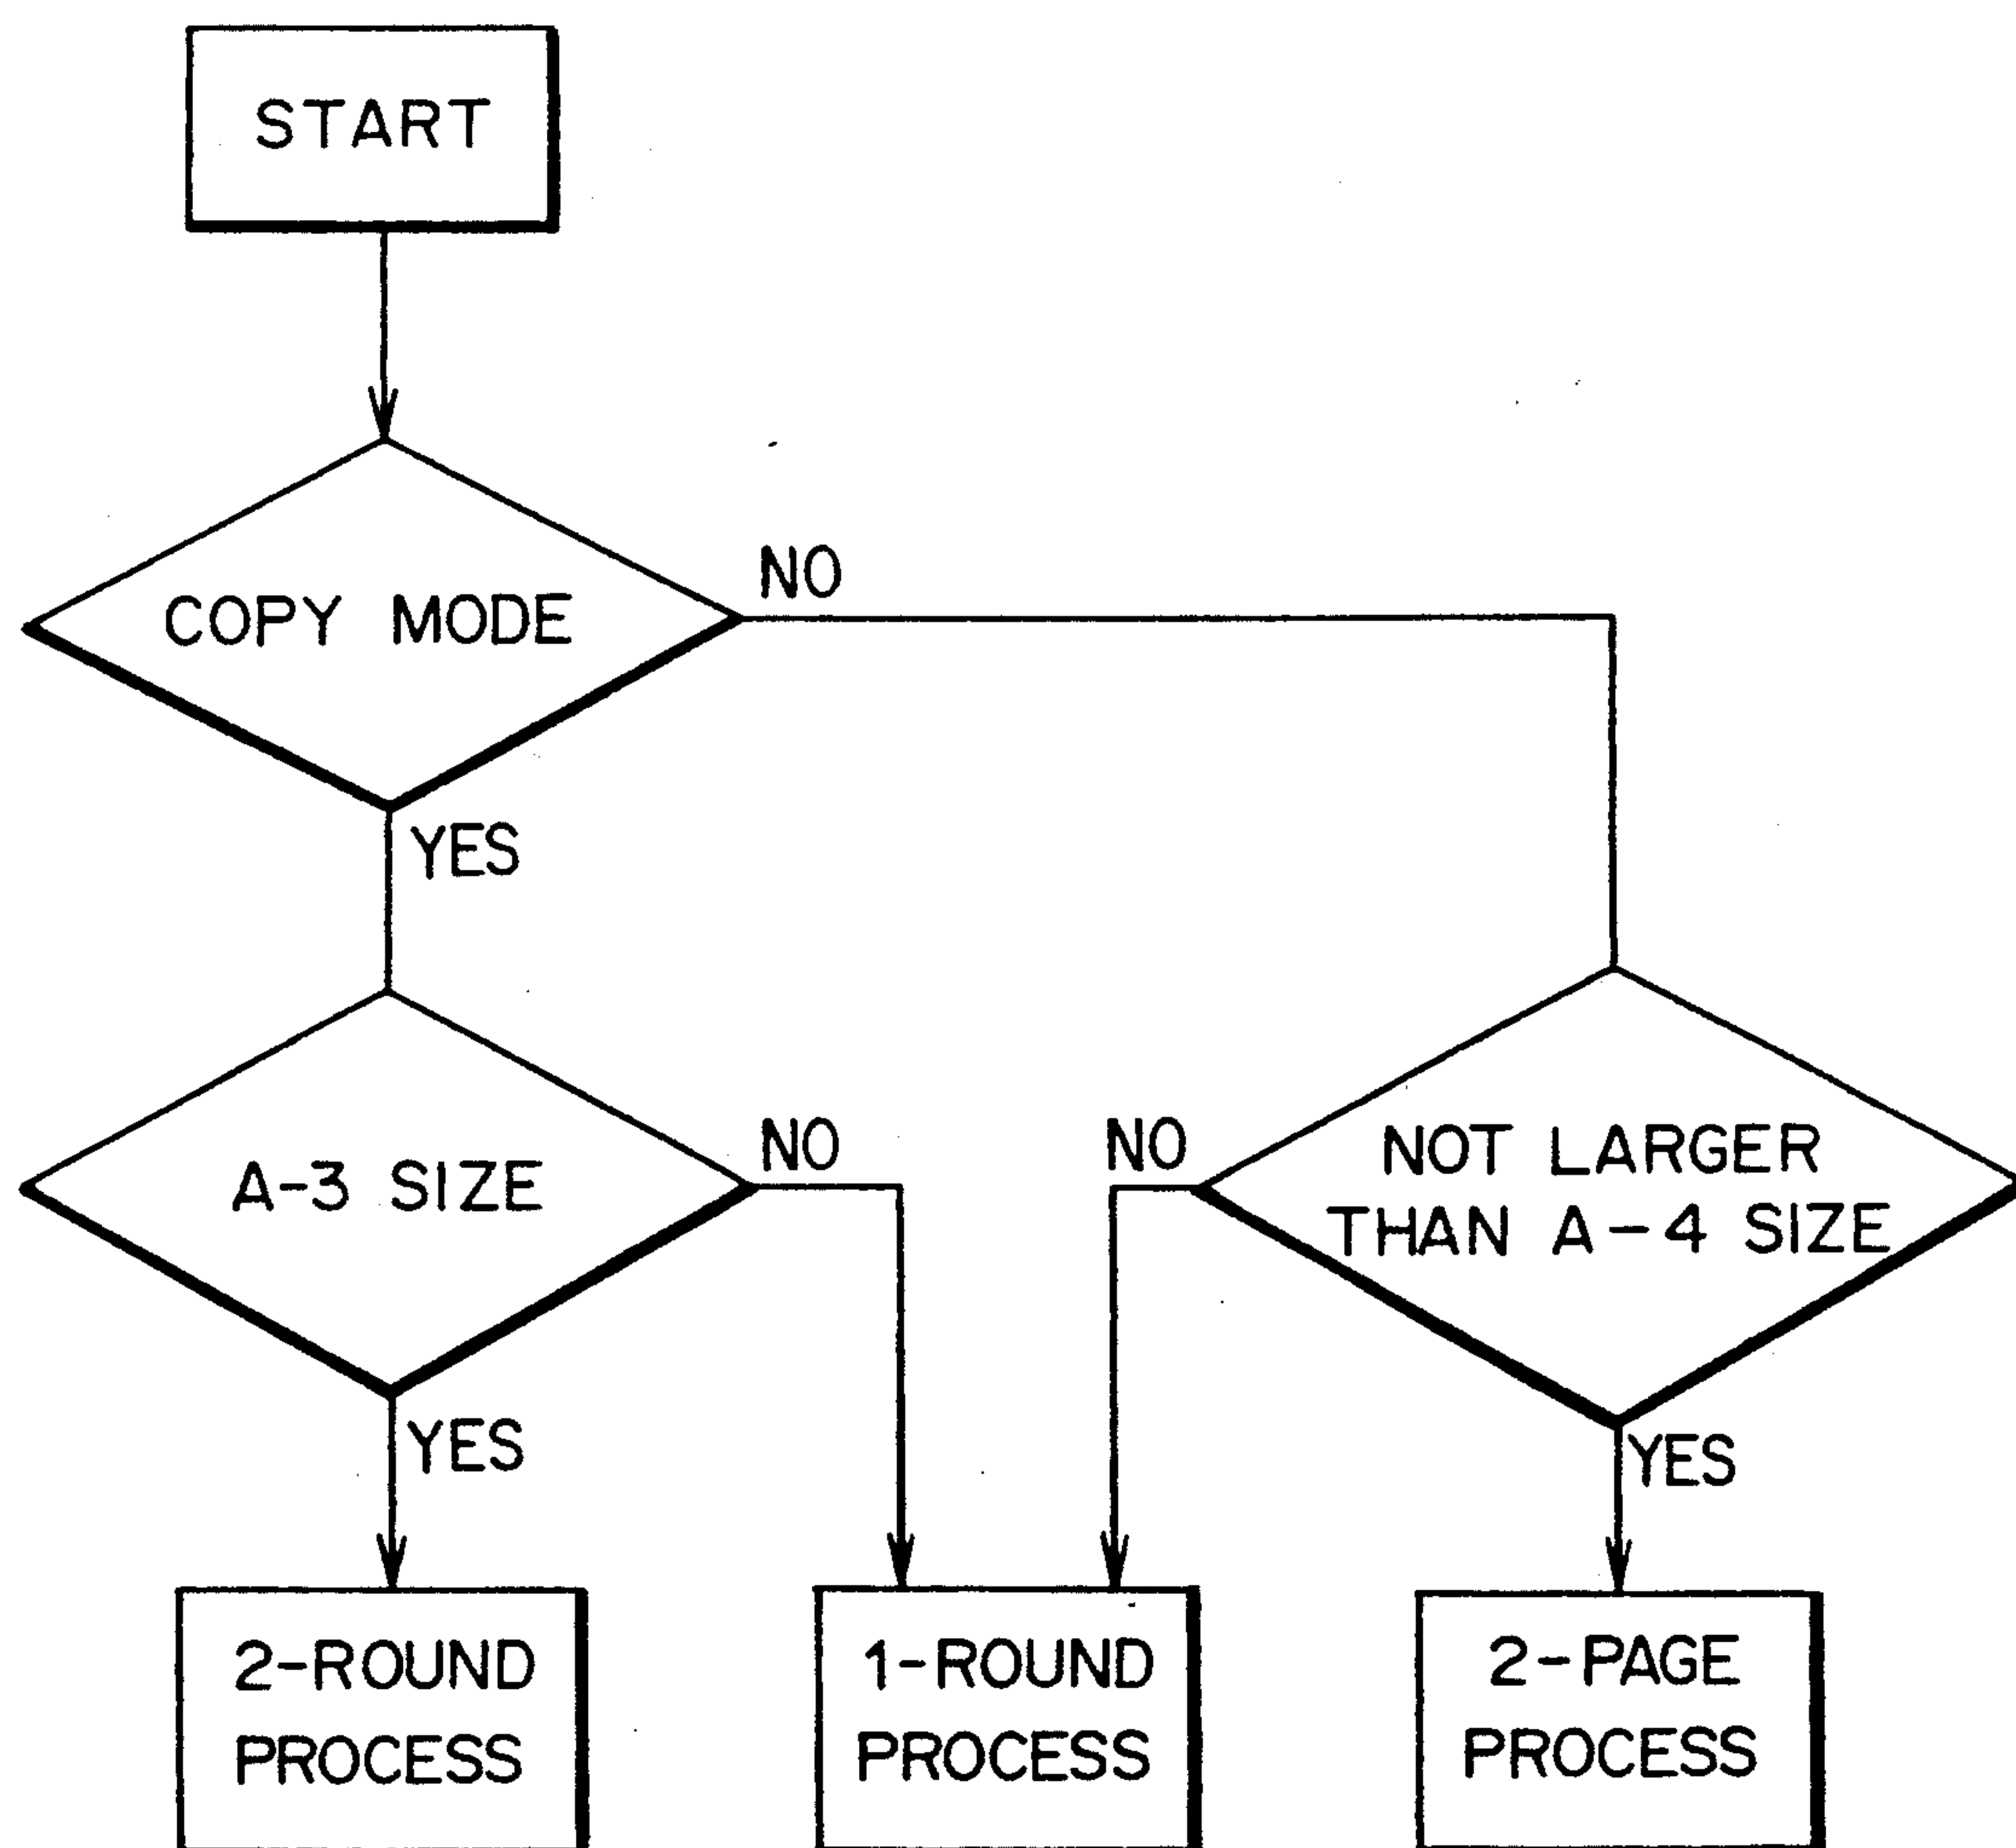 START
COPY MODE
NO
YES
A-3 SIZE
NO
NO
NOT LARGER
THAN A-4 SIZE
YES
YES
2-ROUND
PROCESS
1-ROUND
PROCESS
2-PAGE
PROCESS